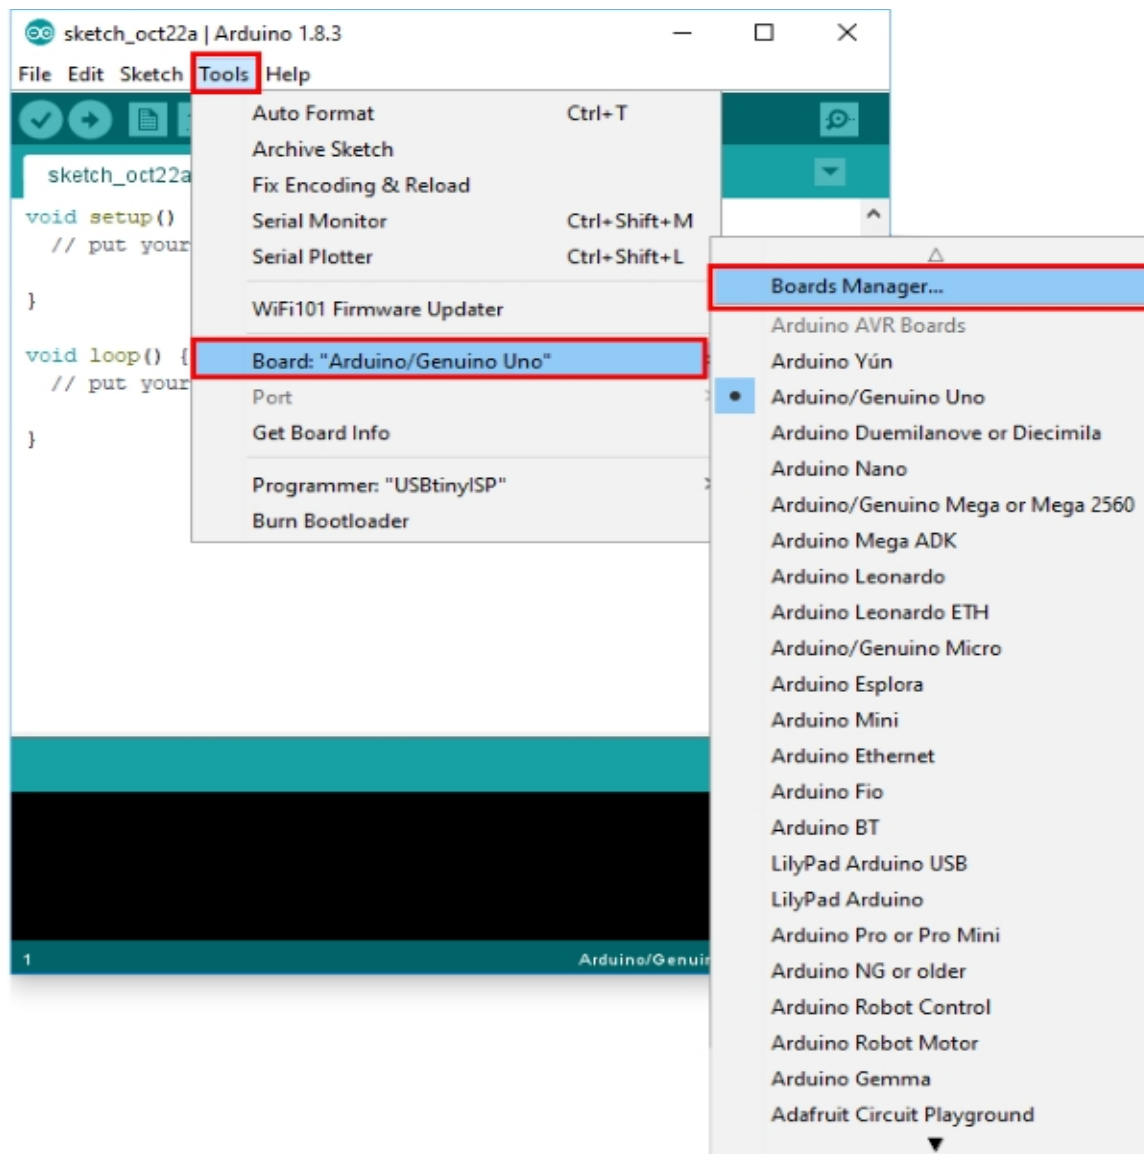 sketch_oct22a | Arduino 1.8.3
File Edit Sketch Tools Help
sketch_oct22a
void setup()
// put your
}
void loop() {
// put your
}
Auto Format Ctrl+T
Archive Sketch
Fix Encoding & Reload
Serial Monitor Ctrl+Shift+M
Serial Plotter Ctrl+Shift+L
WiFi101 Firmware Updater
Board: "Arduino/Genuino Uno"
Port
Get Board Info
Programmer: "USBtinyISP"
Burn Bootloader
Boards Manager...
Arduino AVR Boards
Arduino Yún
Arduino/Genuino Uno
Arduino Duemilanove or Diecimila
Arduino Nano
Arduino/Genuino Mega or Mega 2560
Arduino Mega ADK
Arduino Leonardo
Arduino Leonardo ETH
Arduino/Genuino Micro
Arduino Esplora
Arduino Mini
Arduino Ethernet
Arduino Fio
Arduino BT
LilyPad Arduino USB
LilyPad Arduino
Arduino Pro or Pro Mini
Arduino NG or older
Arduino Robot Control
Arduino Robot Motor
Arduino Gemma
Adafruit Circuit Playground
1 Arduino/Genuin